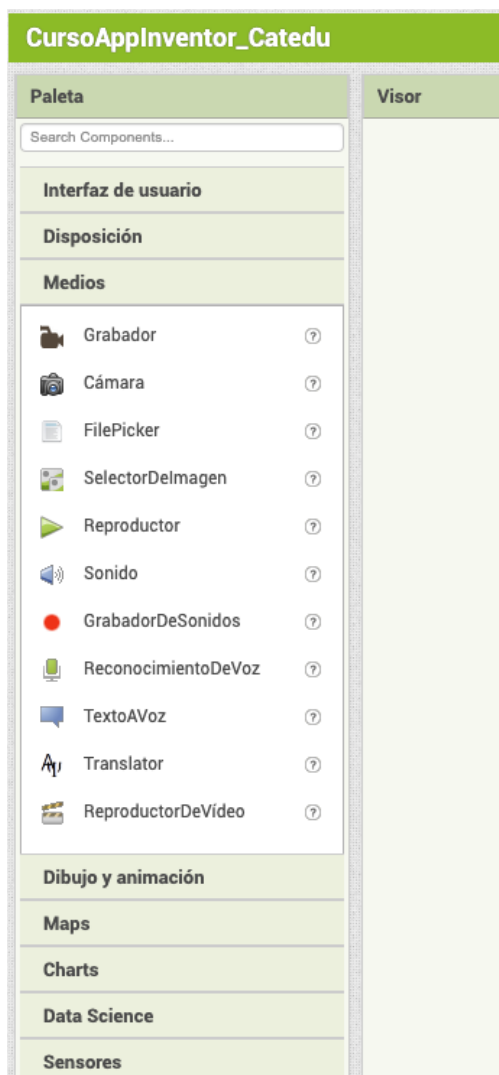 CursoAppInventor_Catedu
Paleta
Visor
Search Components...
Interfaz de usuario
Disposición
Medios
Grabador
Cámara
FilePicker
SelectorDeImagen
Reproductor
Sonido
GrabadorDeSonidos
ReconocimientoDeVoz
TextoAVoz
Translator
ReproductorDeVídeo
Dibujo y animación
Maps
Charts
Data Science
Sensores